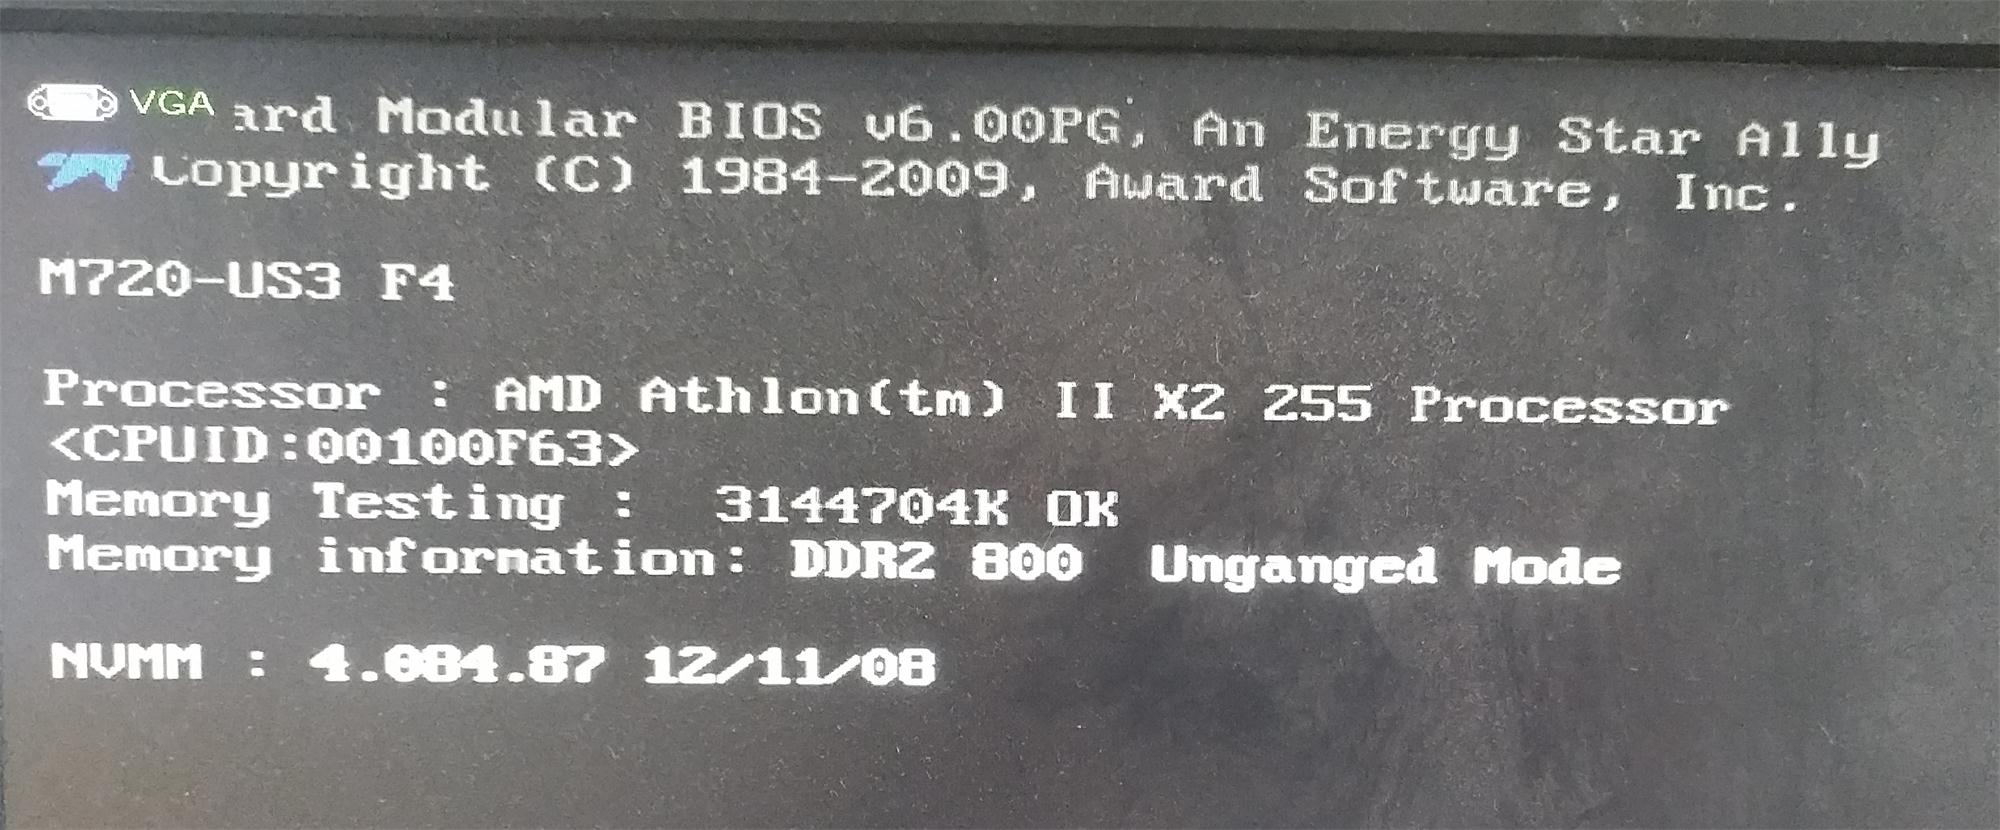 VGA ard Modular BIOS v6.00PG, An Energy Star Ally
Copyright (C) 1984-2009, Award Software, Inc.
M720-US3 F4
Processor : AMD Athlon(tm) II X2 255 Processor
<CPUID:00100F63>
Memory Testing : 3144704K OK
Memory information: DDR2 800 Unganged Mode
NVMM : 4.084.87 12/11/08